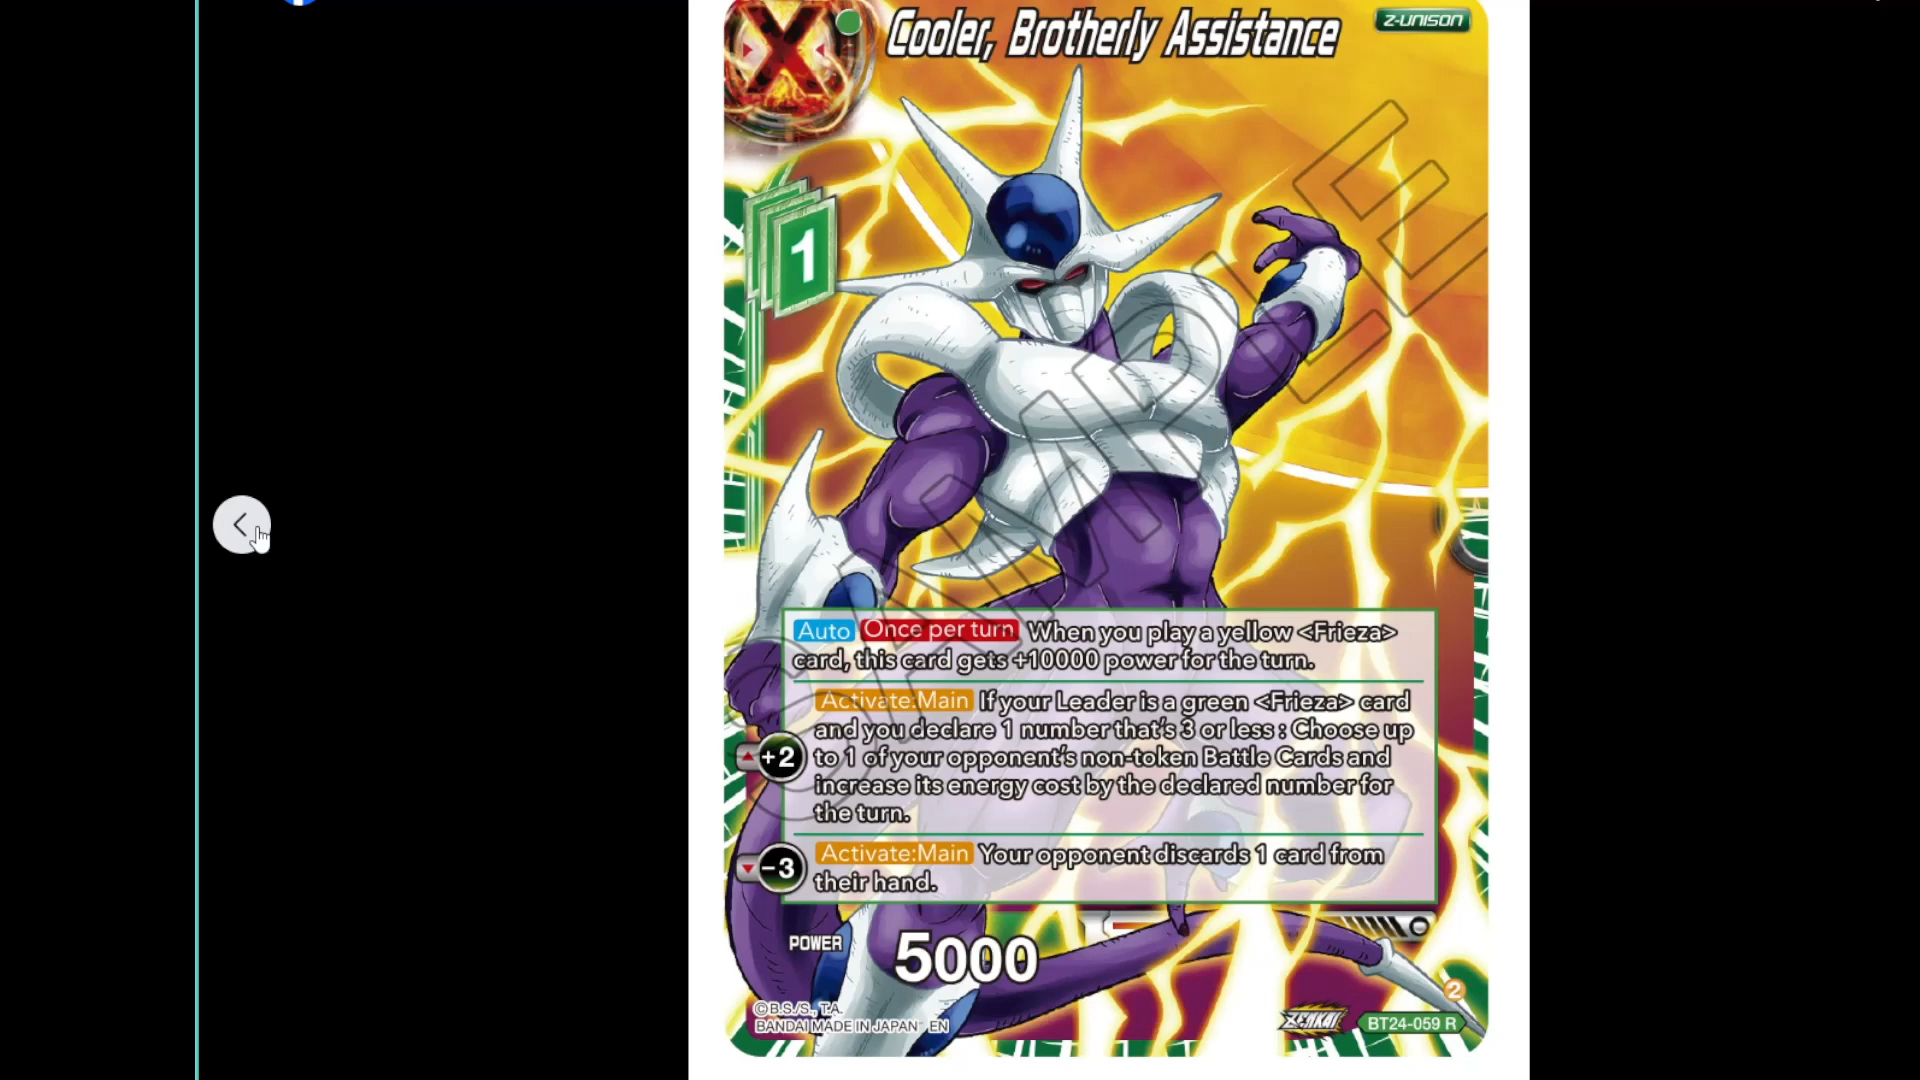 X
Cooler, Brotherly Assistance
Z-UNISON
1
SAMPLE
Auto Once per turn When you play a yellow <Frieza>
card, this card gets +10000 power for the turn.
Activate:Main If your Leader is a green <Frieza> card
and you declare 1 number that's 3 or less : Choose up
+2 to 1 of your opponent's non-token Battle Cards and
increase its energy cost by the declared number for
the turn.
-3 Activate:Main Your opponent discards 1 card from
their hand.
POWER 5000
2
©B.S./S., T.A.
BANDAI MADE IN JAPAN EN
ZENKAI
BT24-059 R